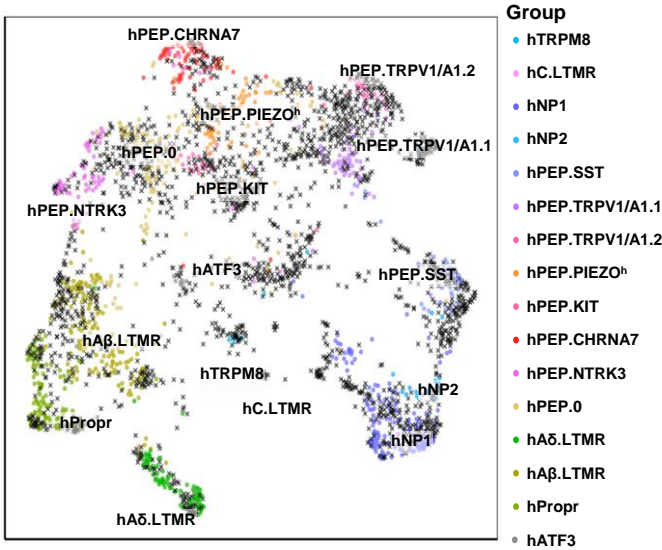 hPEP.CHRNA7
hPEP.TRPV1/A1.2
hPEP.PIEZOʰ
hPEP.TRPV1/A1.1
hPEP.0
hPEP.KIT
hPEP.NTRK3
hATF3
hPEP.SST
hAβ.LTMR
hTRPM8
hNP2
hC.LTMR
hPropr
hNP1
hAδ.LTMR
Group
hTRPM8
hC.LTMR
hNP1
hNP2
hPEP.SST
hPEP.TRPV1/A1.1
hPEP.TRPV1/A1.2
hPEP.PIEZOʰ
hPEP.KIT
hPEP.CHRNA7
hPEP.NTRK3
hPEP.0
hAδ.LTMR
hAβ.LTMR
hPropr
hATF3